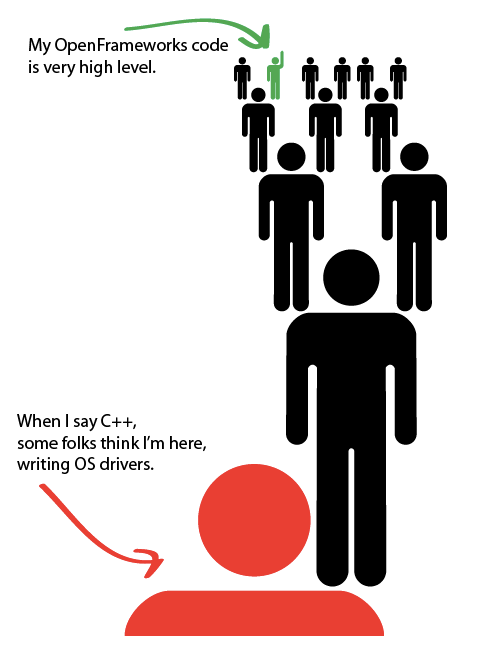 My OpenFrameworks code
is very high level.
When I say C++,
some folks think I'm here,
writing OS drivers.